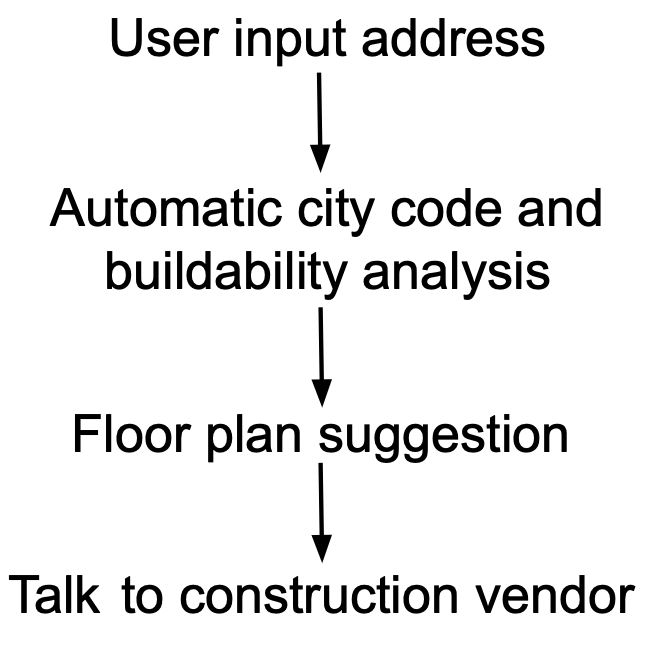 User input address
Automatic city code and
buildability analysis
Floor plan suggestion
Talk to construction vendor